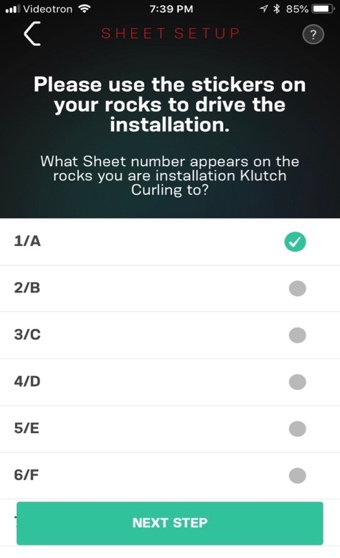 Videotron 7:39 PM 85%
SHEET SETUP ?
Please use the stickers on
your rocks to drive the
installation.
What Sheet number appears on the
rocks you are installation Klutch
Curling to?
1/A
2/B
3/C
4/D
5/E
6/F
NEXT STEP